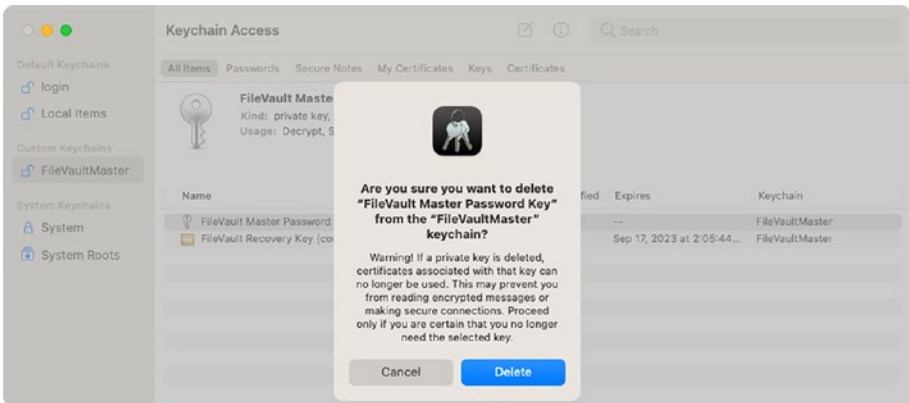 Keychain Access
Search
Default Keychains
login
Local Items
Custom Keychains
FileVaultMaster
System Keychains
System
System Roots
All Items Passwords Secure Notes My Certificates Keys Certificates
FileVault Maste
Kind: private key,
Usage: Decrypt, S
Name fied Expires Keychain
FileVault Master Password -- FileVaultMaster
FileVault Recovery Key (co Sep 17, 2023 at 2:05:44... FileVaultMaster
Are you sure you want to delete
“FileVault Master Password Key”
from the “FileVaultMaster”
keychain?
Warning! If a private key is deleted,
certificates associated with that key can
no longer be used. This may prevent you
from reading encrypted messages or
making secure connections. Proceed
only if you are certain that you no longer
need the selected key.
Cancel Delete